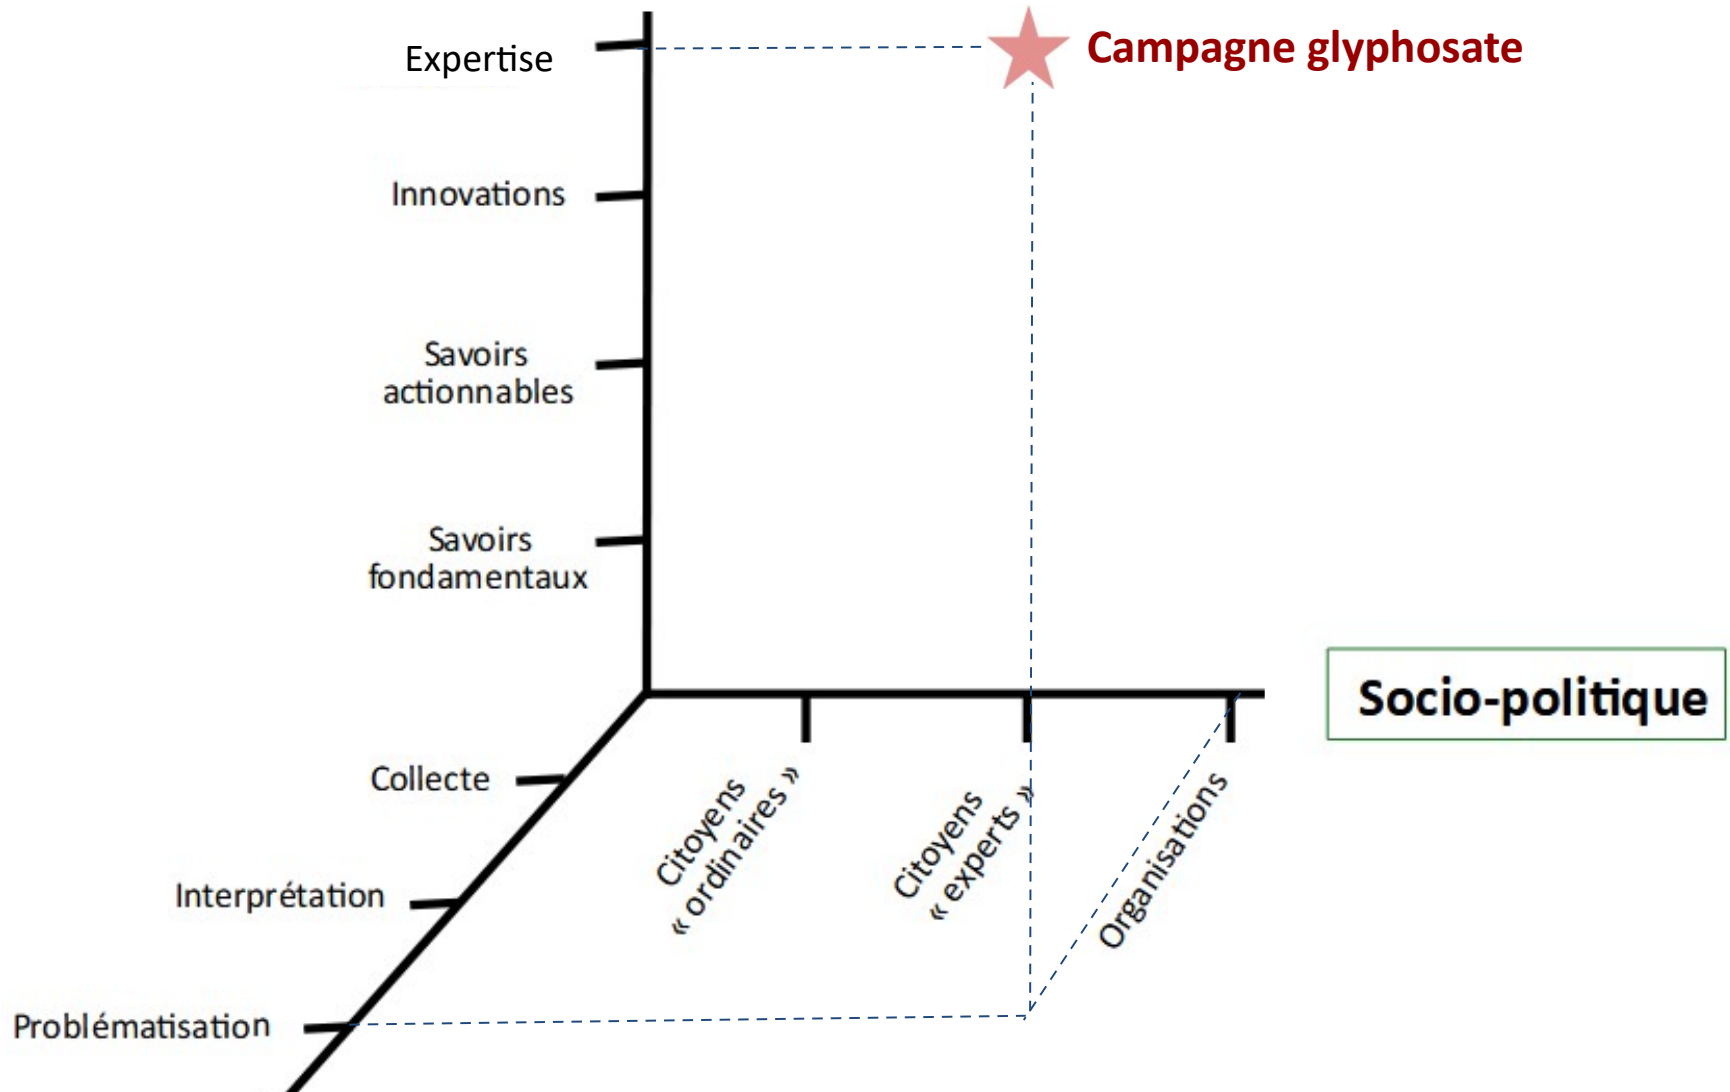 Expertise
Campagne glyphosate
Innovations
Savoirs
actionnables
Savoirs
fondamentaux
Socio-politique
Collecte
Citoyens
« ordinaires »
Citoyens
« experts »
Organisations
Interprétation
Problématisation